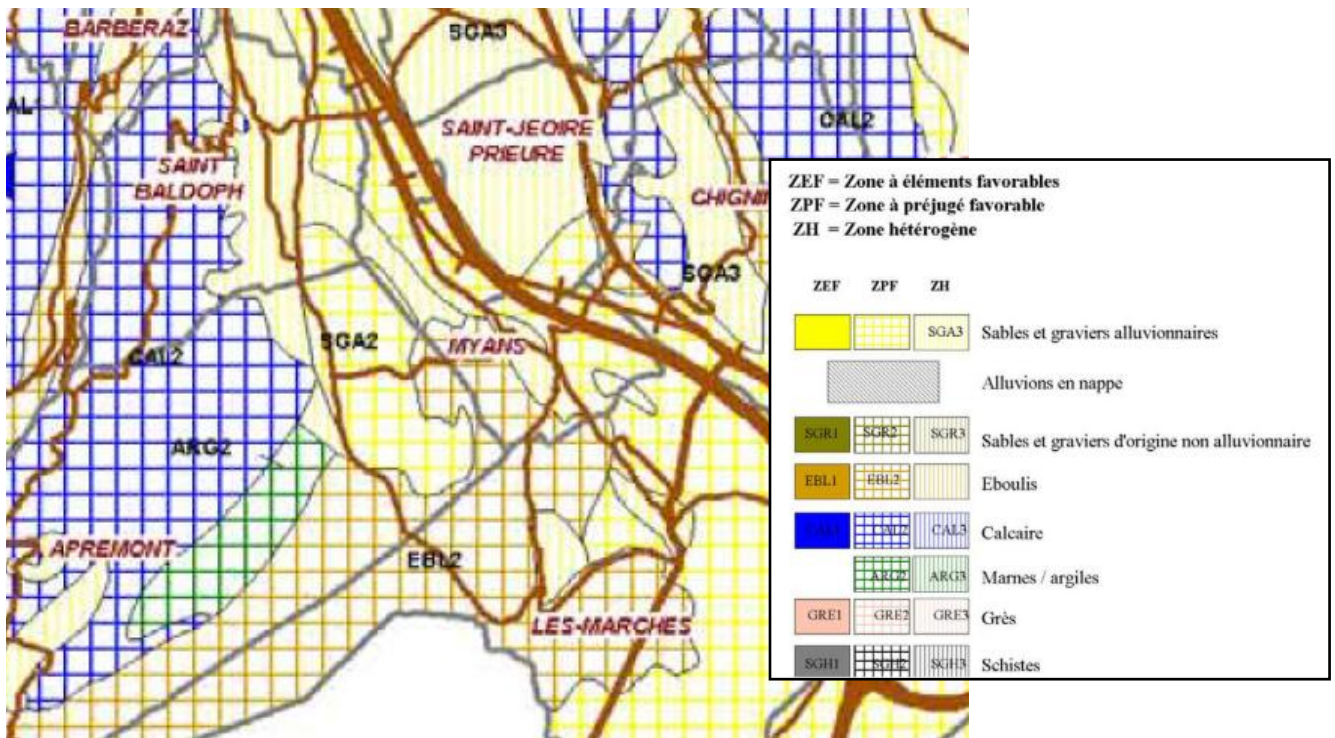 BARBERAZ
SGA3
CAL2
SAINT-JEOIRE
PRIEURE
SAINT
BALDOPH
SGA3
SGA2
MYANS
CAL2
ARG2
APREMONT
EBL2
LES-MARCHES
ZEF = Zone à éléments favorables
ZPF = Zone à préjugé favorable
ZH = Zone hétérogène
ZEF ZPF ZH
SGA3 Sables et graviers alluvionnaires
Alluvions en nappe
SGR1 SGR2 SGR3 Sables et graviers d'origine non alluvionnaire
EBL1 EBL2 Eboulis
CAL1 CAL2 CAL3 Calcaire
ARG2 ARG3 Marnes / argiles
GRE1 GRE2 GRE3 Grès
SGH1 SGH2 SGH3 Schistes